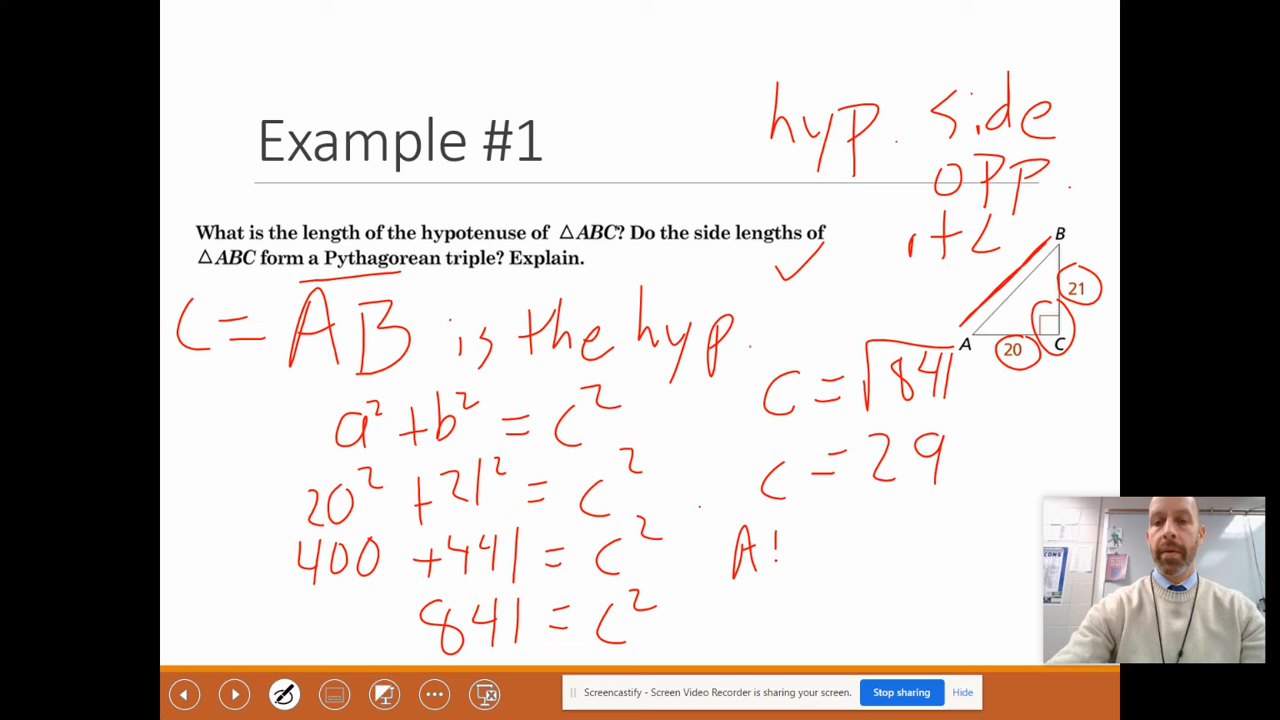 Example #1
hyp. side
opp.
rt ∠
What is the length of the hypotenuse of △ABC? Do the side lengths of
△ABC form a Pythagorean triple? Explain.
B
21
A
20
C
C = AB is the hyp.
a² + b² = c²
20² + 21² = c²
400 + 441 = c²
841 = c²
c = √841
c = 29
A!
Screencastify - Screen Video Recorder is sharing your screen.
Stop sharing
Hide